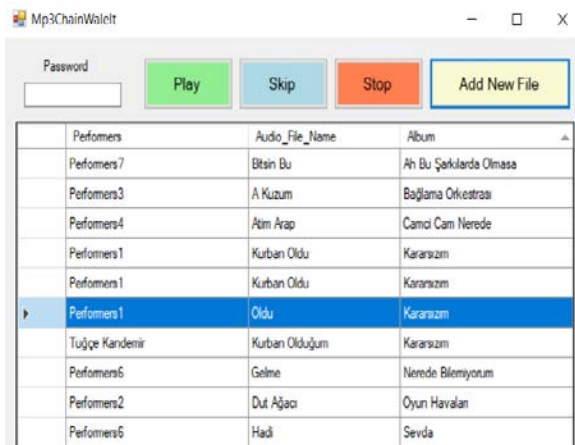 Mp3ChainWalelt
Password
Play Skip Stop Add New File
Performers Audio_File_Name Album
Performers7 Bitsin Bu Ah Bu Şarkılarda Olmasa
Performers3 A Kuzum Bağlama Orkestrası
Performers4 Atim Arap Camci Cam Nerede
Performers1 Kurban Oldu Kararsızım
Performers1 Kurban Oldu Kararsızım
Performers1 Oldu Kararsızım
Tuğçe Kandemir Kurban Olduğum Kararsızım
Performers6 Gelme Nerede Bilemiyorum
Performers2 Dut Ağacı Oyun Havaları
Performers6 Hadi Sevda